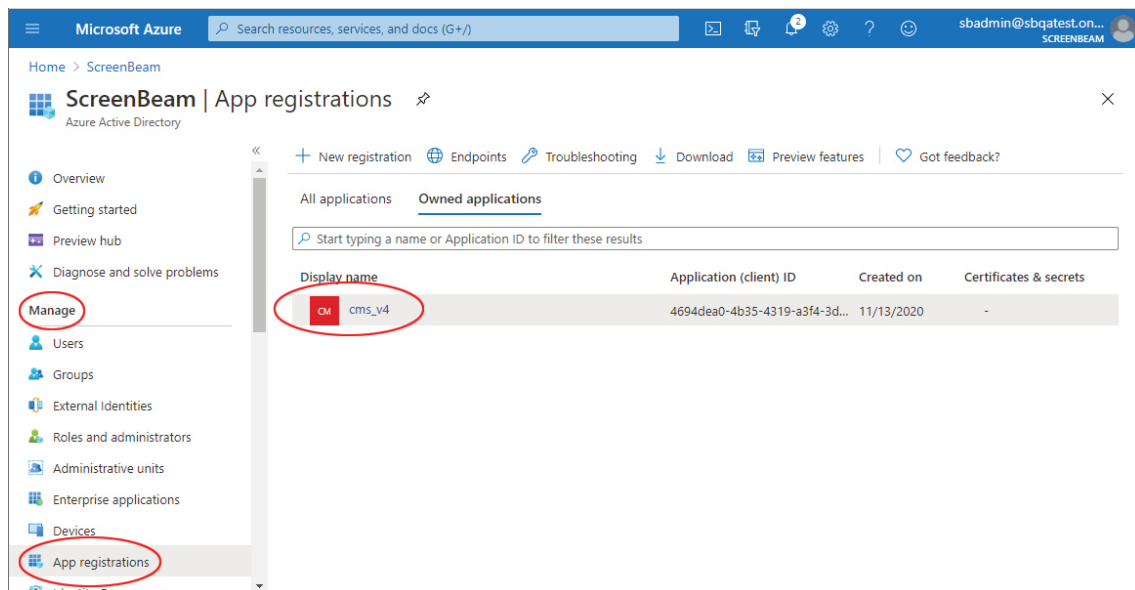 Microsoft Azure
Search resources, services, and docs (G+/)
2
sbadmin@sbqatest.on...
SCREENBEAM
Home > ScreenBeam
ScreenBeam | App registrations
Azure Active Directory
«
New registration Endpoints Troubleshooting Download Preview features Got feedback?
Overview
Getting started
Preview hub
Diagnose and solve problems
Manage
Users
Groups
External Identities
Roles and administrators
Administrative units
Enterprise applications
Devices
App registrations
All applications Owned applications
Start typing a name or Application ID to filter these results
Display name Application (client) ID Created on Certificates & secrets
CM cms_v4 4694dea0-4b35-4319-a3f4-3d... 11/13/2020 -